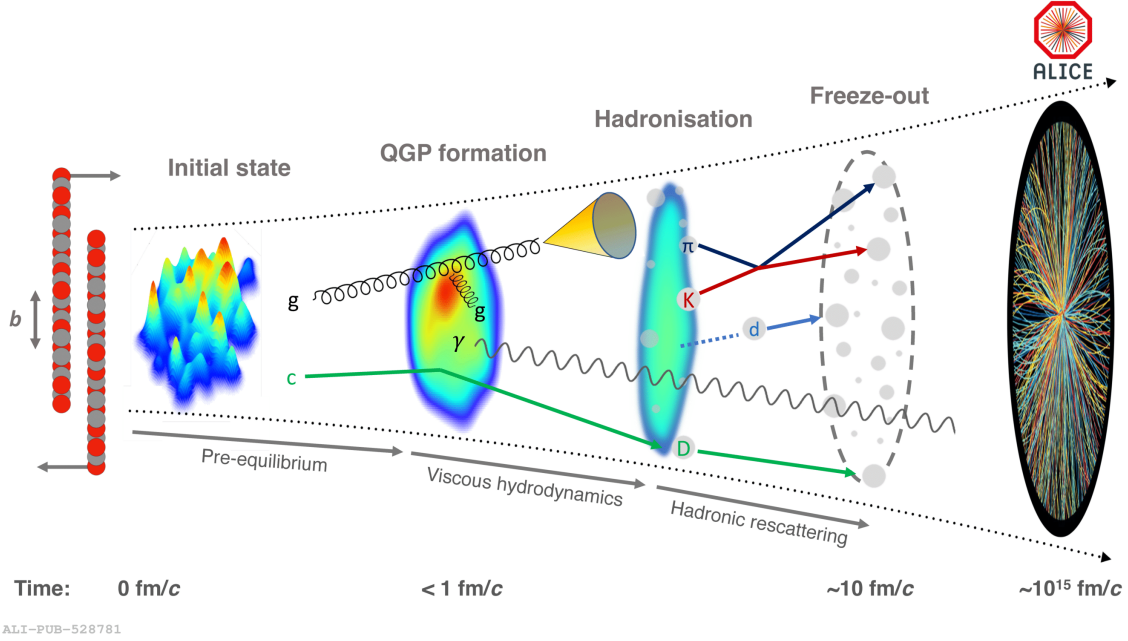 ALICE
Freeze-out
Hadronisation
QGP formation
Initial state
b
g
g
γ
c
π
K
d
D
Pre-equilibrium
Viscous hydrodynamics
Hadronic rescattering
Time: 0 fm/c < 1 fm/c ~10 fm/c ~10¹⁵ fm/c
ALI-PUB-528781